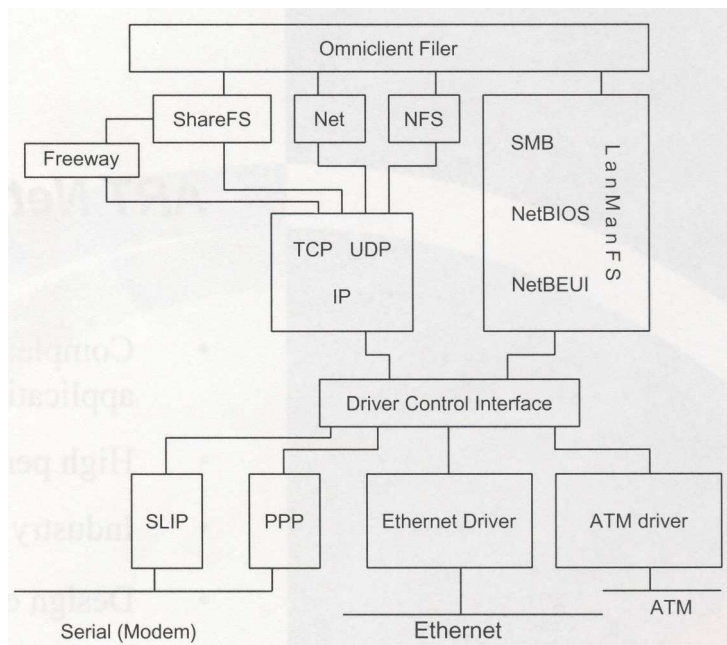 Omniclient Filer
ShareFS
Net
NFS
Freeway
SMB
LanManFS
NetBIOS
NetBEUI
TCP UDP
IP
Driver Control Interface
SLIP
PPP
Ethernet Driver
ATM driver
Serial (Modem)
Ethernet
ATM